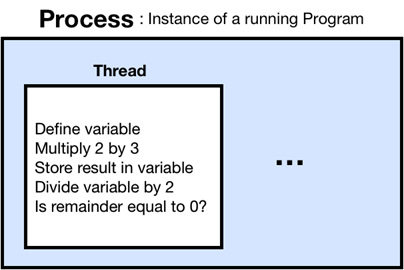 Process : Instance of a running Program
Thread
Define variable
Multiply 2 by 3
Store result in variable
Divide variable by 2
Is remainder equal to 0?
...